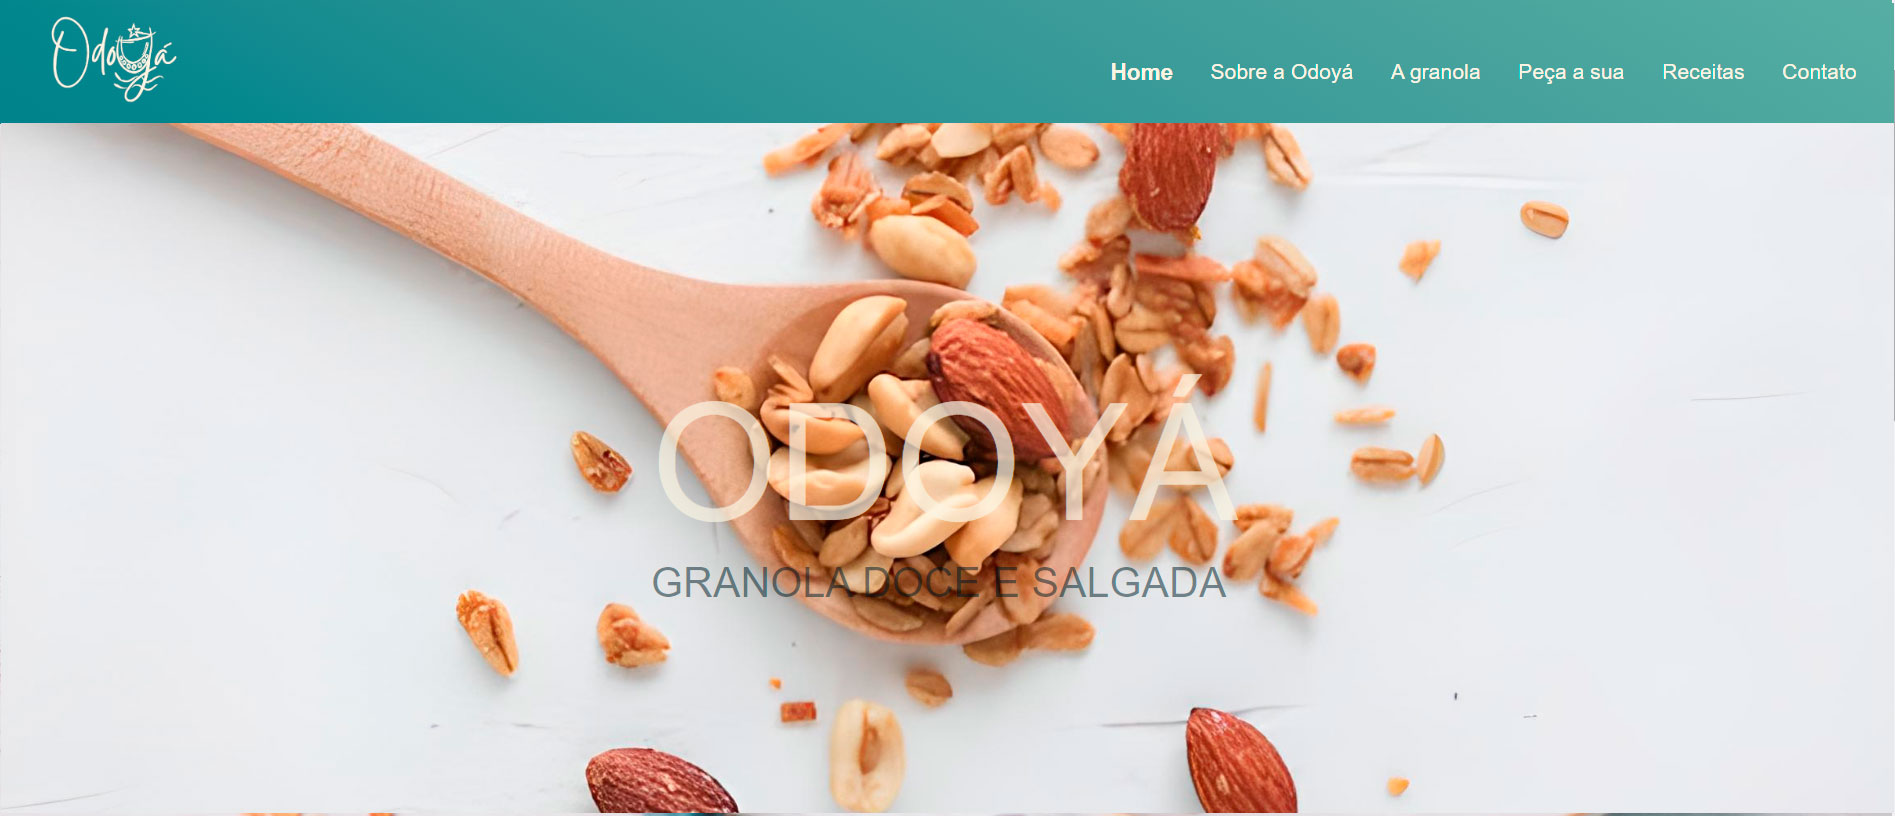 Odoyá
Home Sobre a Odoyá A granola Peça a sua Receitas Contato
ODOYÁ
GRANOLA DOCE E SALGADA